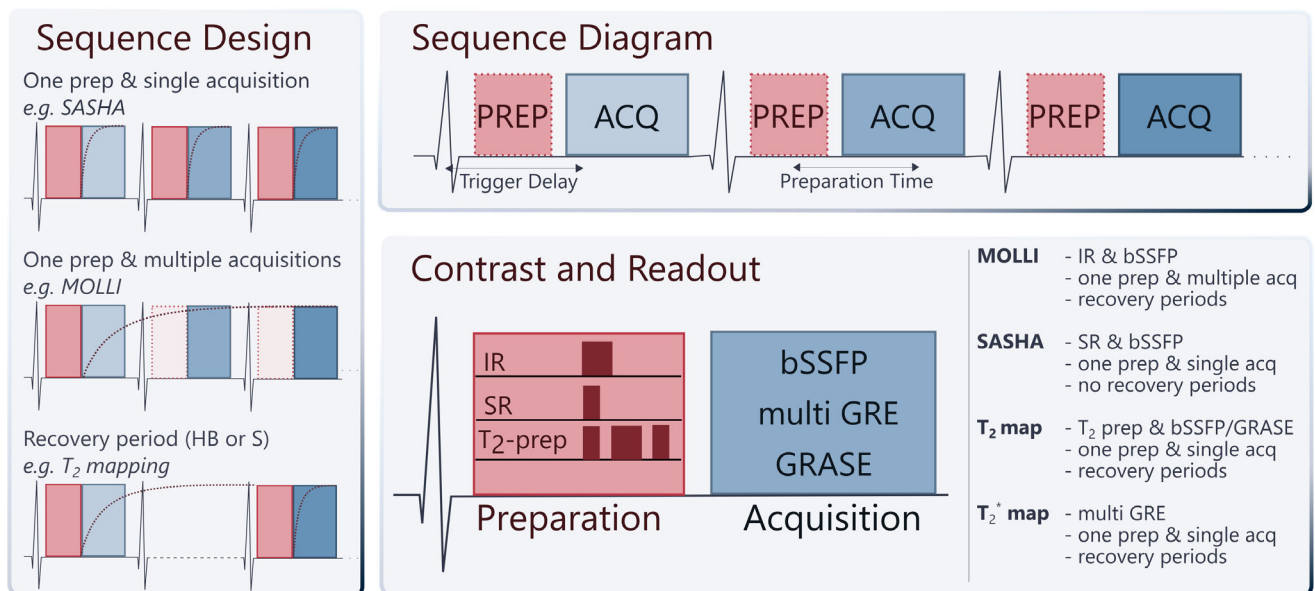 Sequence Design
One prep & single acquisition
e.g. SASHA
One prep & multiple acquisitions
e.g. MOLLI
Recovery period (HB or S)
e.g. T₂ mapping
Sequence Diagram
PREP ACQ PREP ACQ PREP ACQ
Trigger Delay Preparation Time
Contrast and Readout
IR
SR
T₂-prep
bSSFP
multi GRE
GRASE
Preparation Acquisition
MOLLI - IR & bSSFP
- one prep & multiple acq
- recovery periods
SASHA - SR & bSSFP
- one prep & single acq
- no recovery periods
T₂ map - T₂ prep & bSSFP/GRASE
- one prep & single acq
- recovery periods
T₂* map - multi GRE
- one prep & single acq
- recovery periods